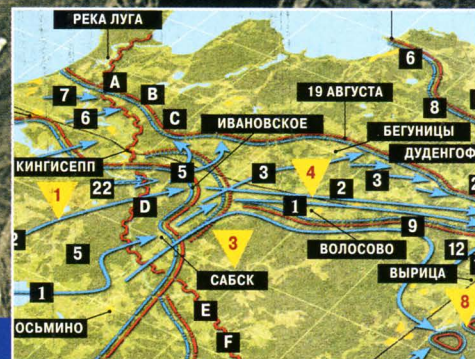 РЕКА ЛУГА
6
A
B
7
8
19 АВГУСТА
C
6
ИВАНОВСКОЕ
БЕГУНИЦЫ
ДУДЕНГОФ
КИНГИСЕПП
5
3
4
3
1
22
2
D
1
2
9
3
ВОЛОСОВО
12
5
САБСК
ВЫРИЦА
1
8
E
ОСЬМИНО
F